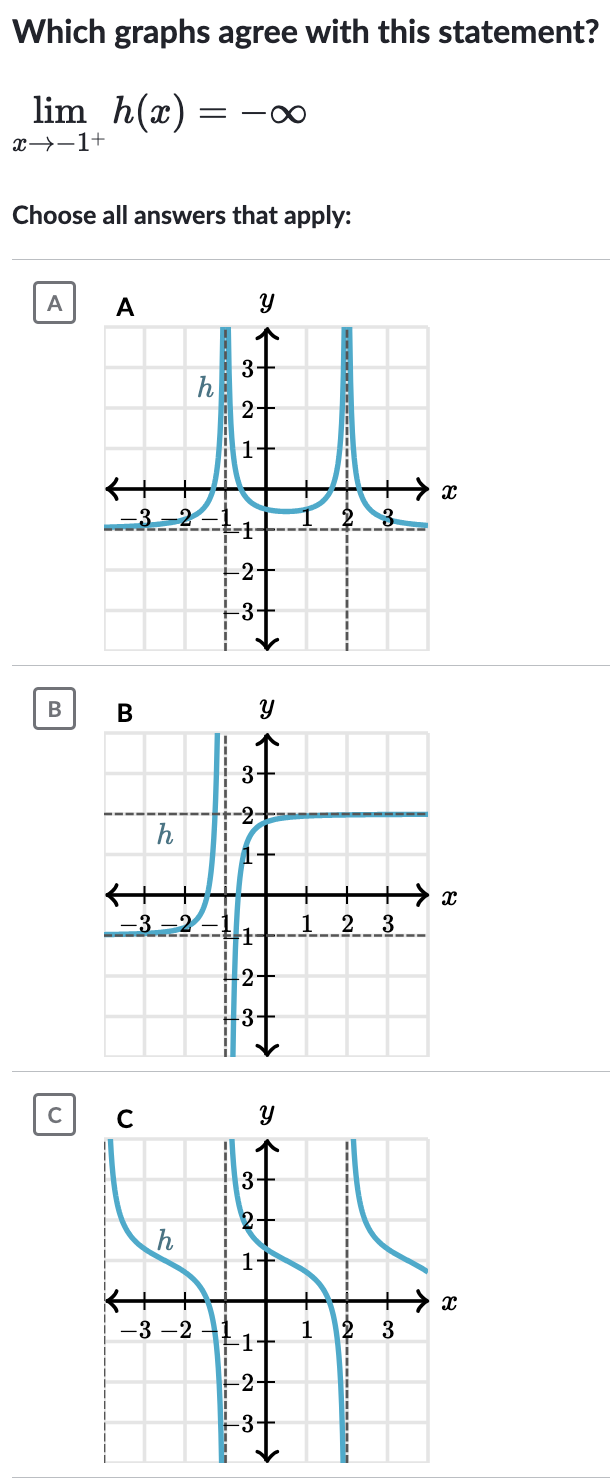 Which graphs agree with this statement?
lim h(x) = −∞
x→−1⁺
Choose all answers that apply:
A A y
h
3
2
1
x
−3 −2 −1 1 2 3
−1
−2
−3
B B y
3
2
h
1
x
−3 −2 −1 1 2 3
−1
−2
−3
C C y
3
2
h
1
x
−3 −2 −1 1 2 3
−1
−2
−3